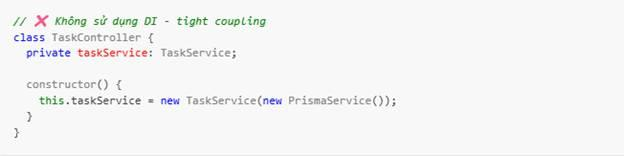 // ❌ Không sử dụng DI - tight coupling
class TaskController {
  private taskService: TaskService;

  constructor() {
    this.taskService = new TaskService(new PrismaService());
  }
}